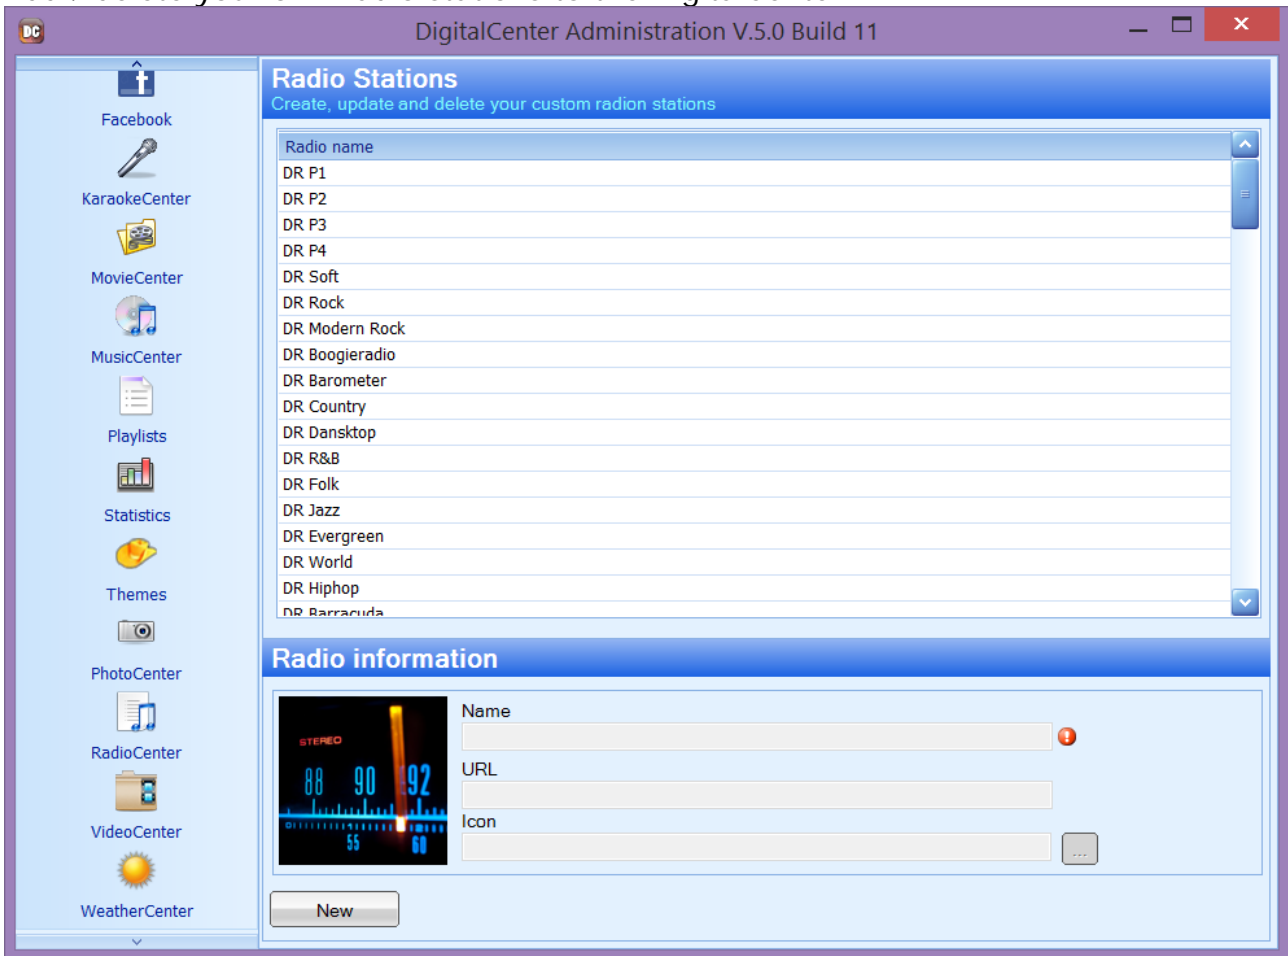 DC DigitalCenter Administration V.5.0 Build 11
Facebook
KaraokeCenter
MovieCenter
MusicCenter
Playlists
Statistics
Themes
PhotoCenter
RadioCenter
VideoCenter
WeatherCenter
Radio Stations
Create, update and delete your custom radion stations
Radio name
DR P1
DR P2
DR P3
DR P4
DR Soft
DR Rock
DR Modern Rock
DR Boogieradio
DR Barometer
DR Country
DR Dansktop
DR R&B
DR Folk
DR Jazz
DR Evergreen
DR World
DR Hiphop
DR Barracuda
Radio information
STEREO
88 90 92
55 60
Name
URL
Icon
...
New